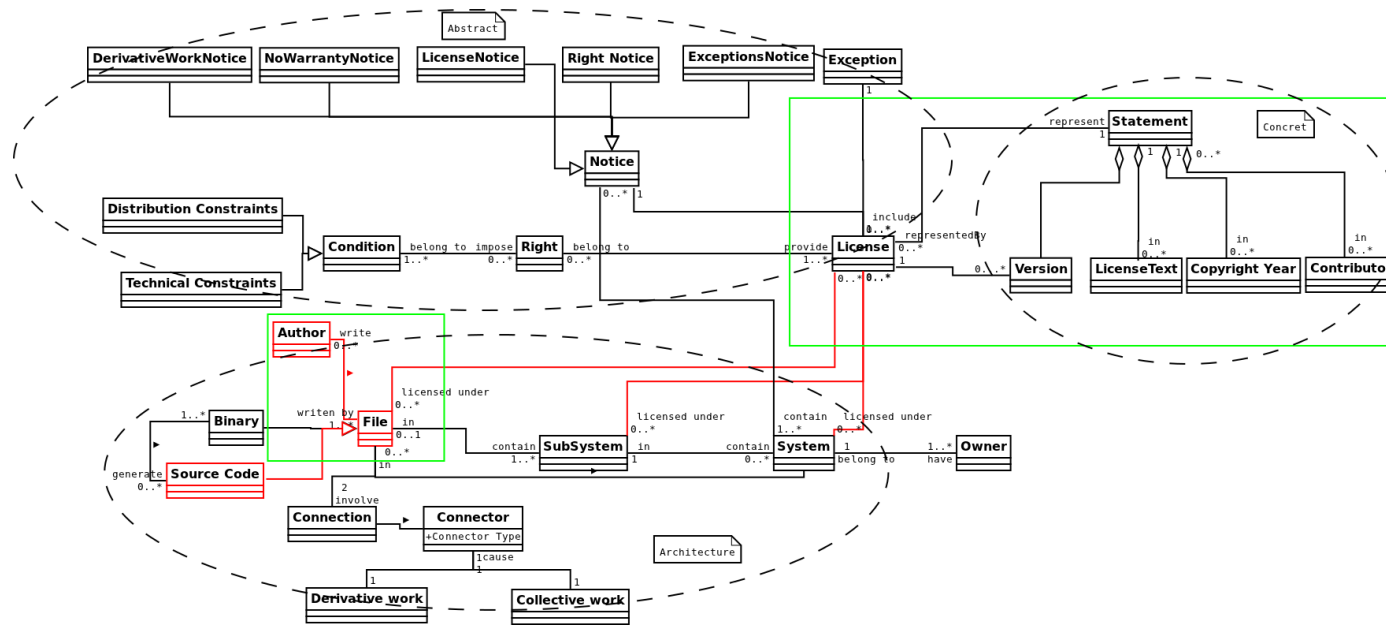 Abstract
DerivativeWorkNotice
NoWarrantyNotice
LicenseNotice
Right Notice
ExceptionsNotice
Exception
1
represent
1
Statement
Concret
1
1
0..*
Notice
0..*
1
Distribution Constraints
include
representedBy
Condition
belong to
impose
1..*
0..*
Right
belong to
0..*
provide
1..*
License
0..*
1
in
0..*
in
0..*
in
0..*
Version
LicenseText
Copyright Year
Contributo
Technical Constraints
0..*
0..*
Author
write
0..*
licensed under
0..*
Binary
1..*
writen by
1..*
File
in
0..1
licensed under
0..*
contain
1..*
licensed under
0..*
0..*
in
contain
1..*
SubSystem
in
1
contain
0..*
System
1
belong to
1..*
have
Owner
generate
0..*
Source Code
2
involve
Connection
Connector
+Connector Type
Architecture
1
cause
1
1
1
Derivative work
Collective work